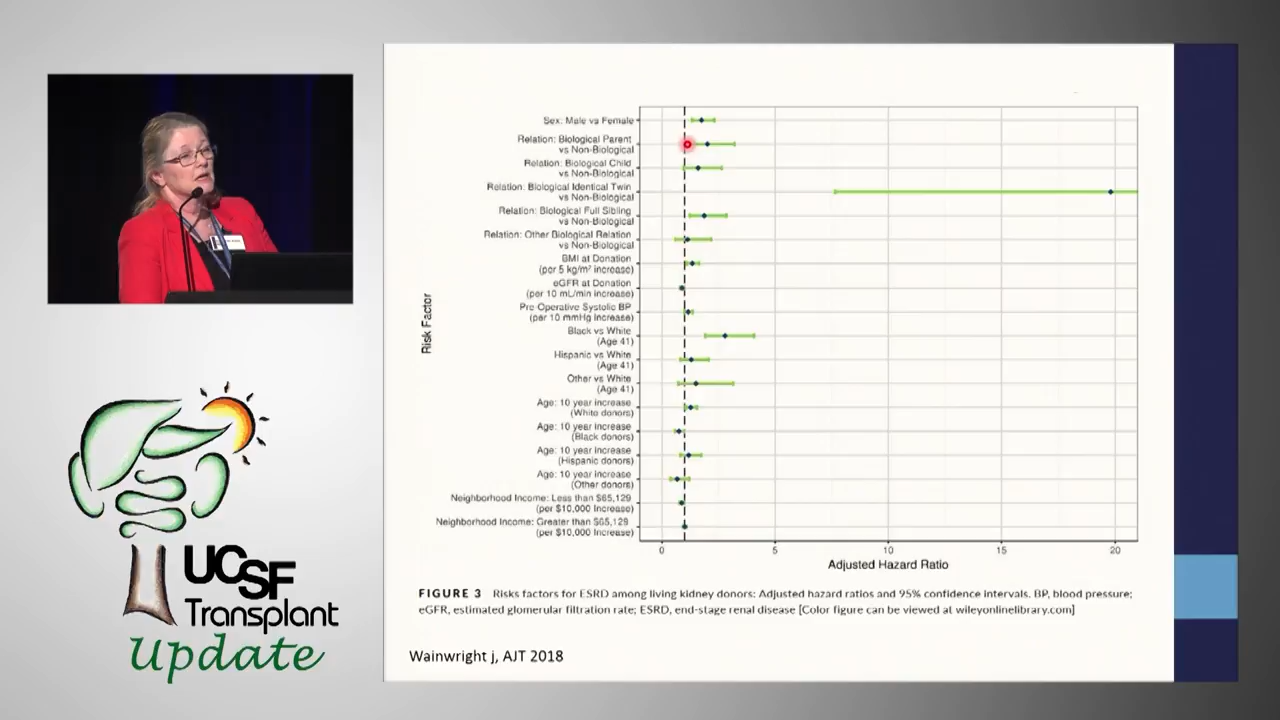 Sex: Male vs Female
Relation: Biological Parent
vs Non-Biological
Relation: Biological Child
vs Non-Biological
Relation: Biological Identical Twin
vs Non-Biological
Relation: Biological Full Sibling
vs Non-Biological
Relation: Other Biological Relation
vs Non-Biological
BMI at Donation
(per 5 kg/m² increase)
eGFR at Donation
(per 10 mL/min increase)
Pre-Operative Systolic BP
(per 10 mmHg Increase)
Black vs White
(Age 41)
Hispanic vs White
(Age 41)
Other vs White
(Age 41)
Age: 10 year increase
(White donors)
Age: 10 year increase
(Black donors)
Age: 10 year increase
(Hispanic donors)
Age: 10 year increase
(Other donors)
Neighborhood Income: Less than $65,129
(per $10,000 Increase)
Neighborhood Income: Greater than $65,129
(per $10,000 Increase)
Risk Factor
0 5 10 15 20
Adjusted Hazard Ratio
FIGURE 3 Risks factors for ESRD among living kidney donors: Adjusted hazard ratios and 95% confidence intervals. BP, blood pressure;
eGFR, estimated glomerular filtration rate; ESRD, end-stage renal disease [Color figure can be viewed at wileyonlinelibrary.com]
Wainwright j, AJT 2018
UCSF
Transplant
Update